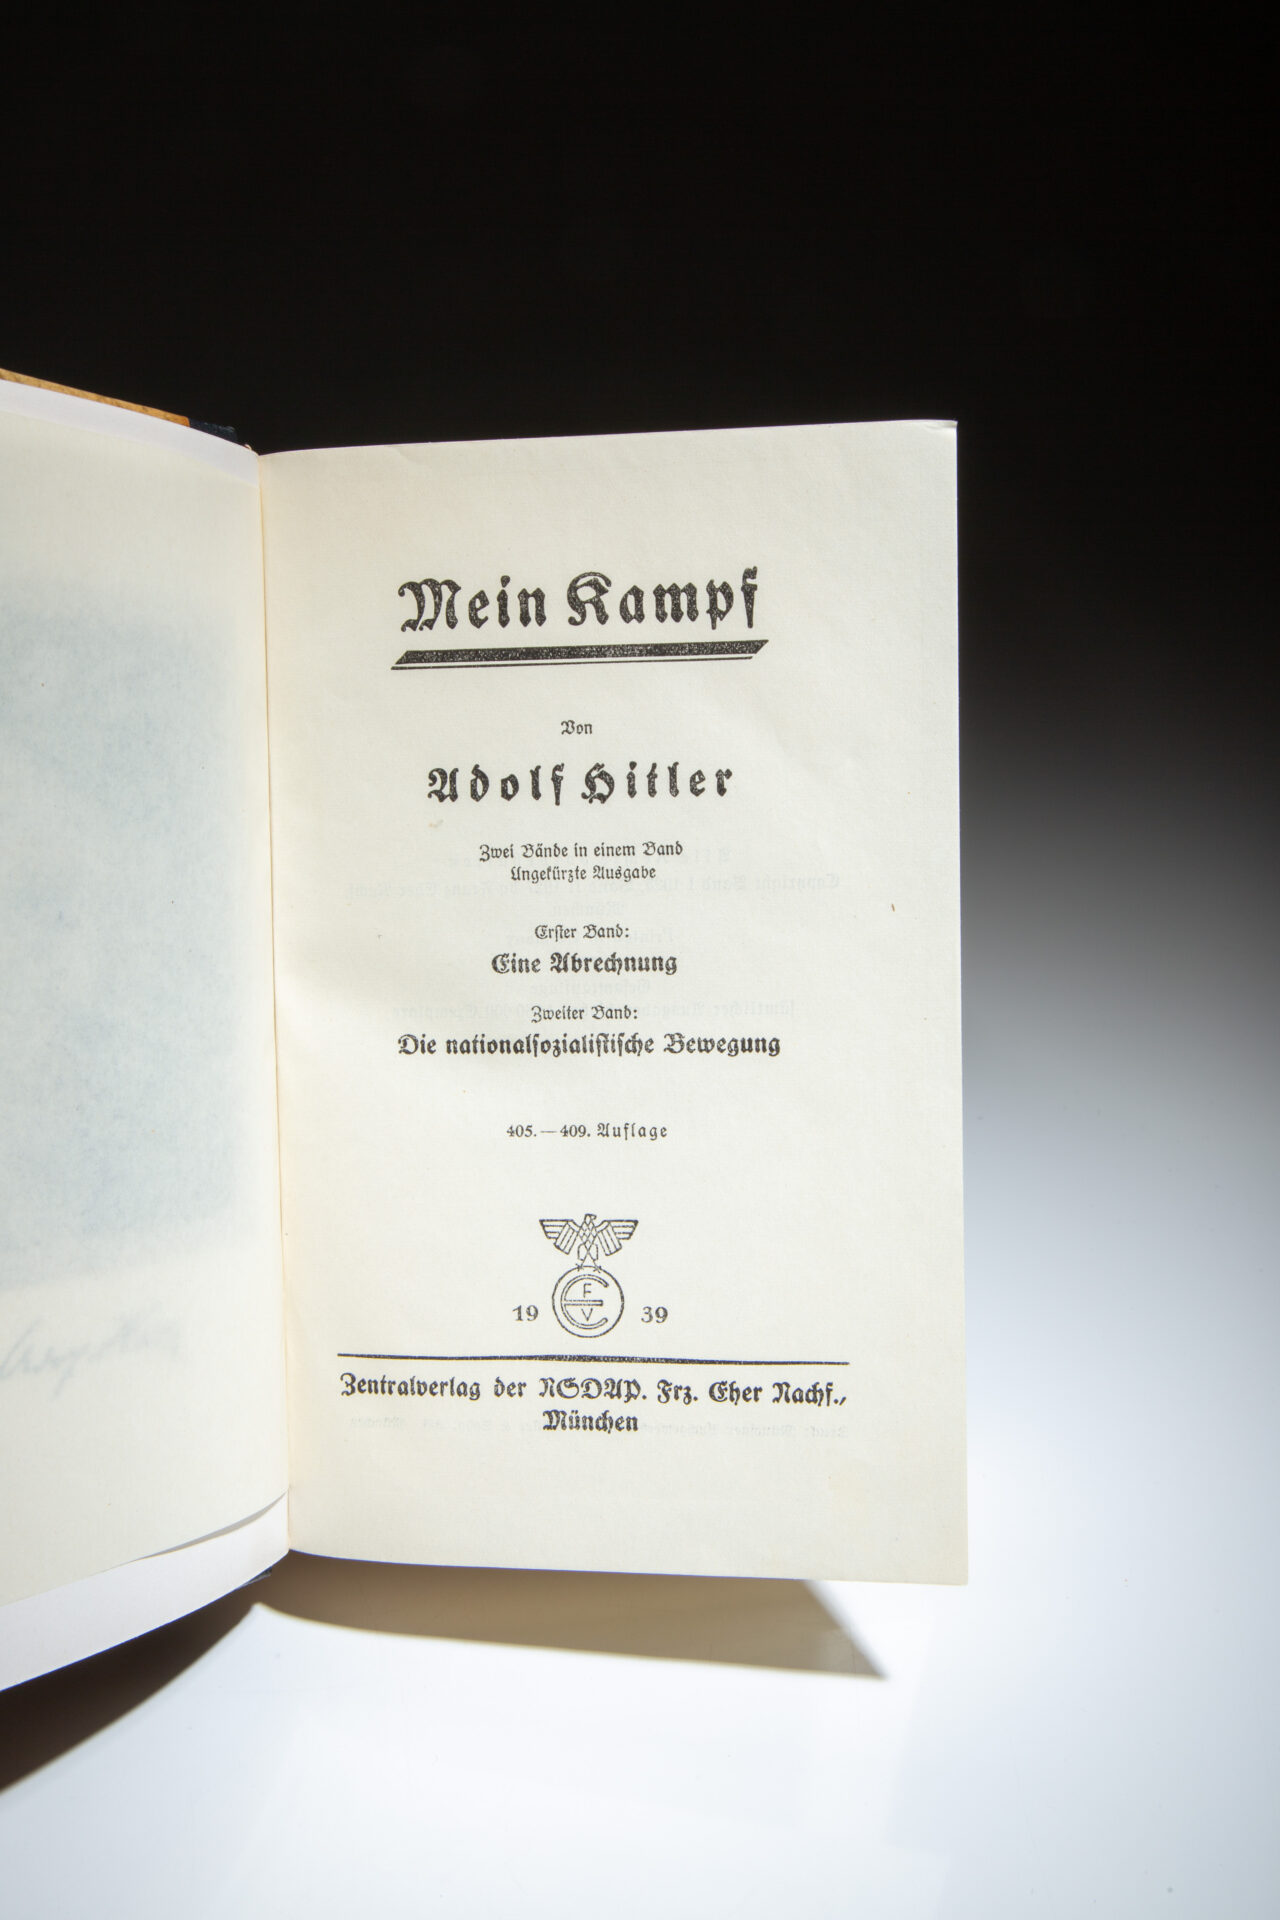 Mein Kampf
Von
Adolf Hitler
Zwei Bände in einem Band
Ungekürzte Ausgabe
Erster Band:
Eine Abrechnung
Zweiter Band:
Die nationalsozialistische Bewegung
405.—409. Auflage
F
V
19 39
Zentralverlag der NSDAP. Frz. Eher Nachf.,
München